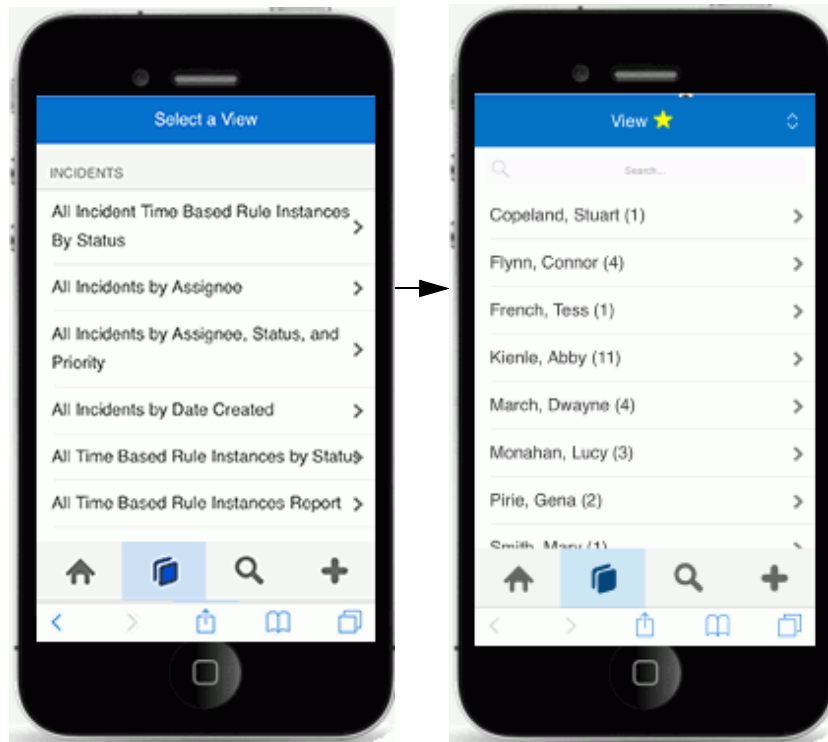 Select a View
INCIDENTS
All Incident Time Based Rule Instances
By Status
All Incidents by Assignee
All Incidents by Assignee, Status, and
Priority
All Incidents by Date Created
All Time Based Rule Instances by Status
All Time Based Rule Instances Report
View
Search...
Copeland, Stuart (1)
Flynn, Connor (4)
French, Tess (1)
Kienle, Abby (11)
March, Dwayne (4)
Monahan, Lucy (3)
Pirie, Gena (2)
Smith, Mary (1)